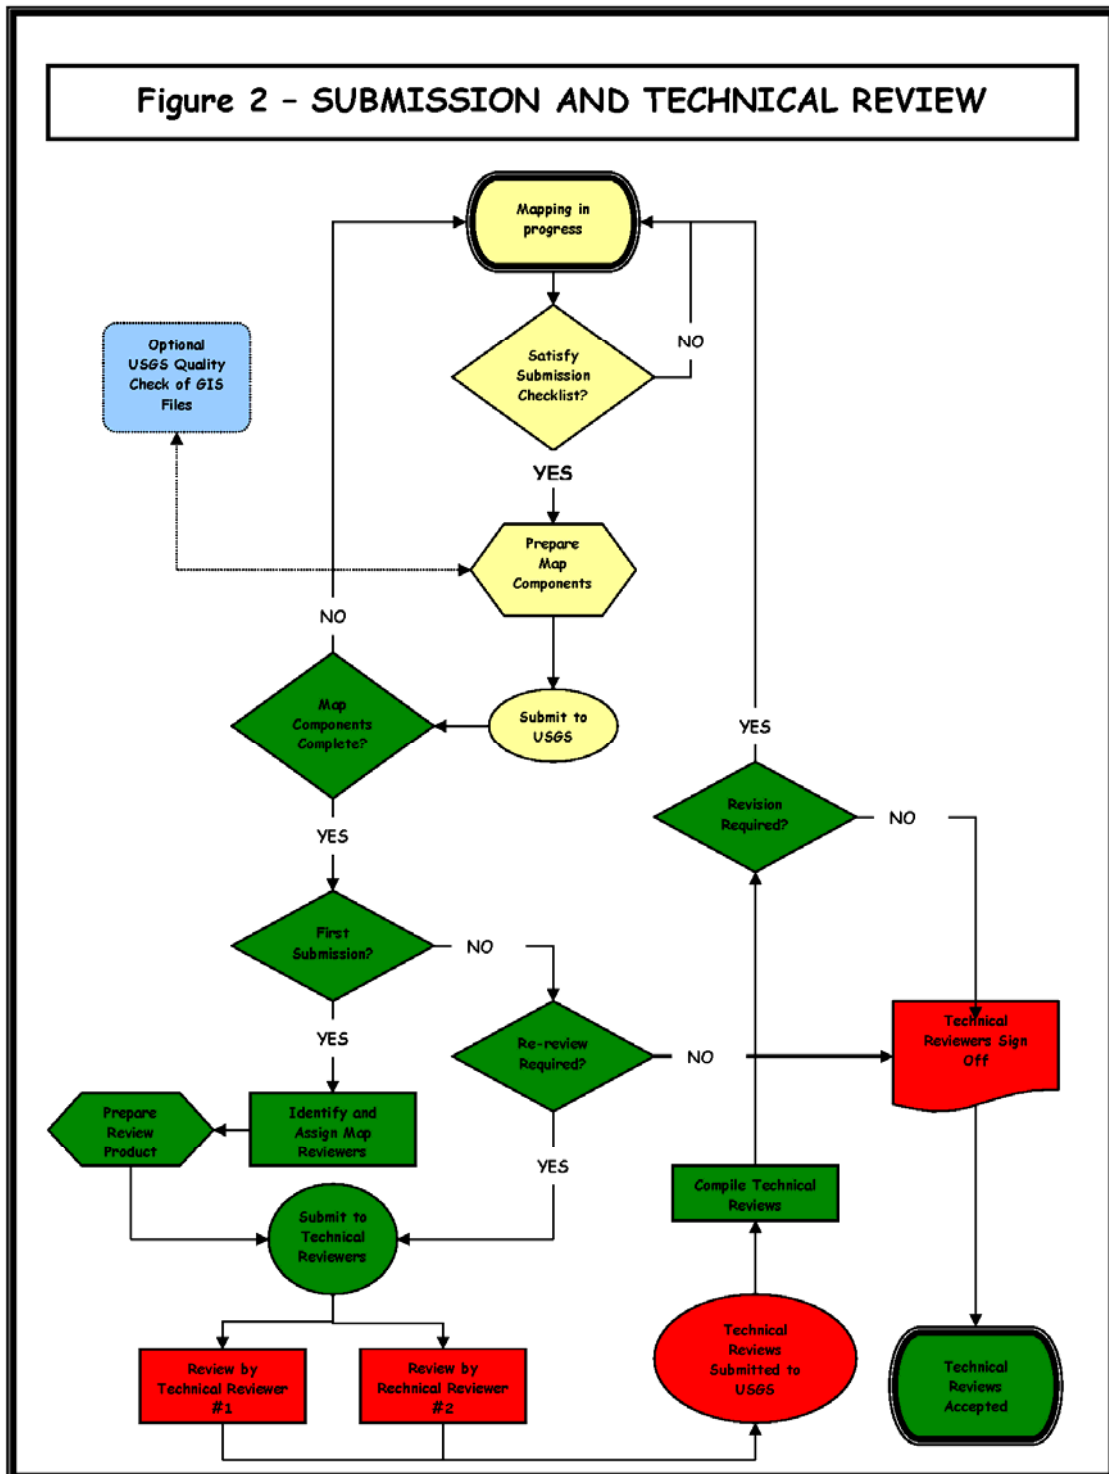 Figure 2 - SUBMISSION AND TECHNICAL REVIEW
Mapping in
progress
NO
Satisfy
Submission
Checklist?
Optional
USGS Quality
Check of GIS
Files
YES
Prepare
Map
Components
NO
Map
Components
Complete?
Submit to
USGS
YES
Revision
Required?
NO
YES
First
Submission?
NO
YES
Re-review
Required?
NO
Technical
Reviewers Sign
Off
Prepare
Review
Product
Identify and
Assign Map
Reviewers
YES
Compile Technical
Reviews
Submit to
Technical
Reviewers
Technical
Reviews
Submitted to
USGS
Review by
Technical Reviewer
#1
Review by
Rechnical Reviewer
#2
Technical
Reviews
Accepted